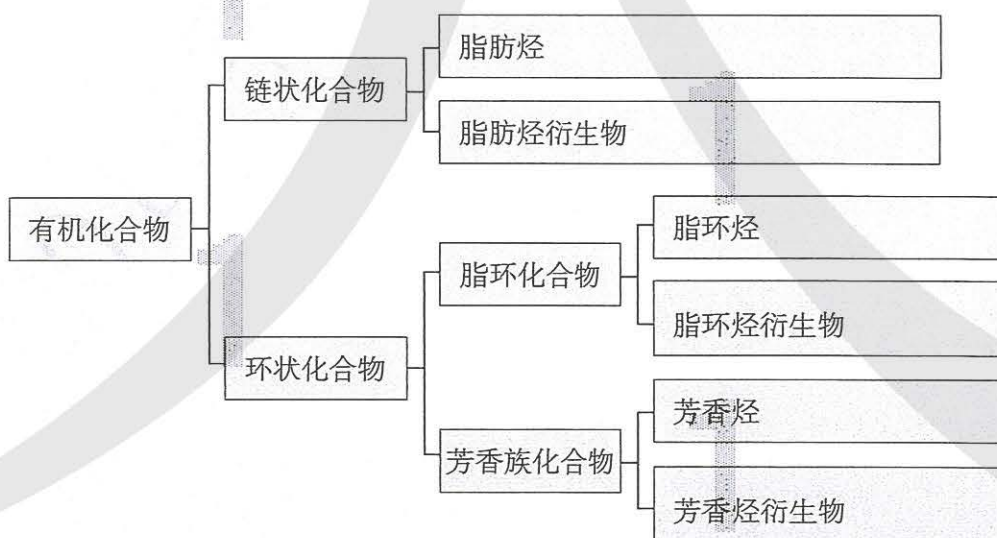 脂肪烃
链状化合物
脂肪烃衍生物
有机化合物
脂环烃
脂环化合物
脂环烃衍生物
环状化合物
芳香烃
芳香族化合物
芳香烃衍生物